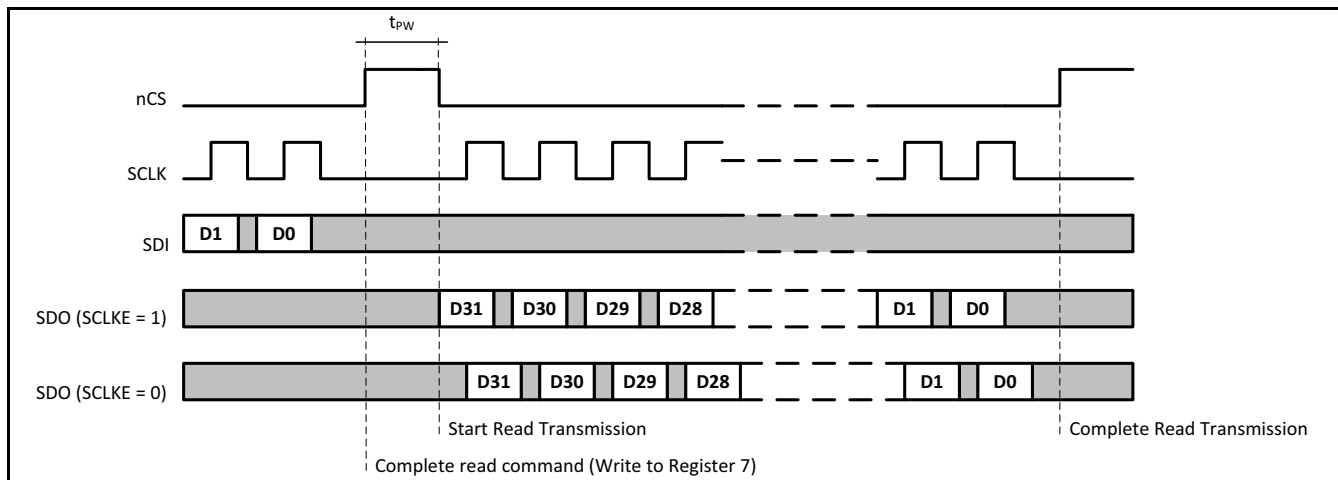 tPW
nCS
SCLK
SDI D1 D0
SDO (SCLKE = 1) D31 D30 D29 D28 D1 D0
SDO (SCLKE = 0) D31 D30 D29 D28 D1 D0
Start Read Transmission Complete Read Transmission
Complete read command (Write to Register 7)